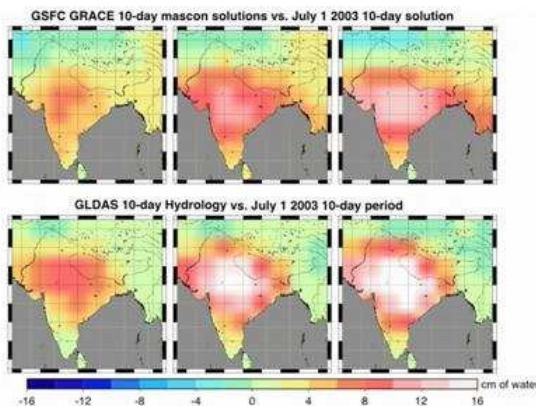 GSFC GRACE 10-day mascon solutions vs. July 1 2003 10-day solution
GLDAS 10-day Hydrology vs. July 1 2003 10-day period
-16 -12 -8 -4 0 4 8 12 16 cm of water